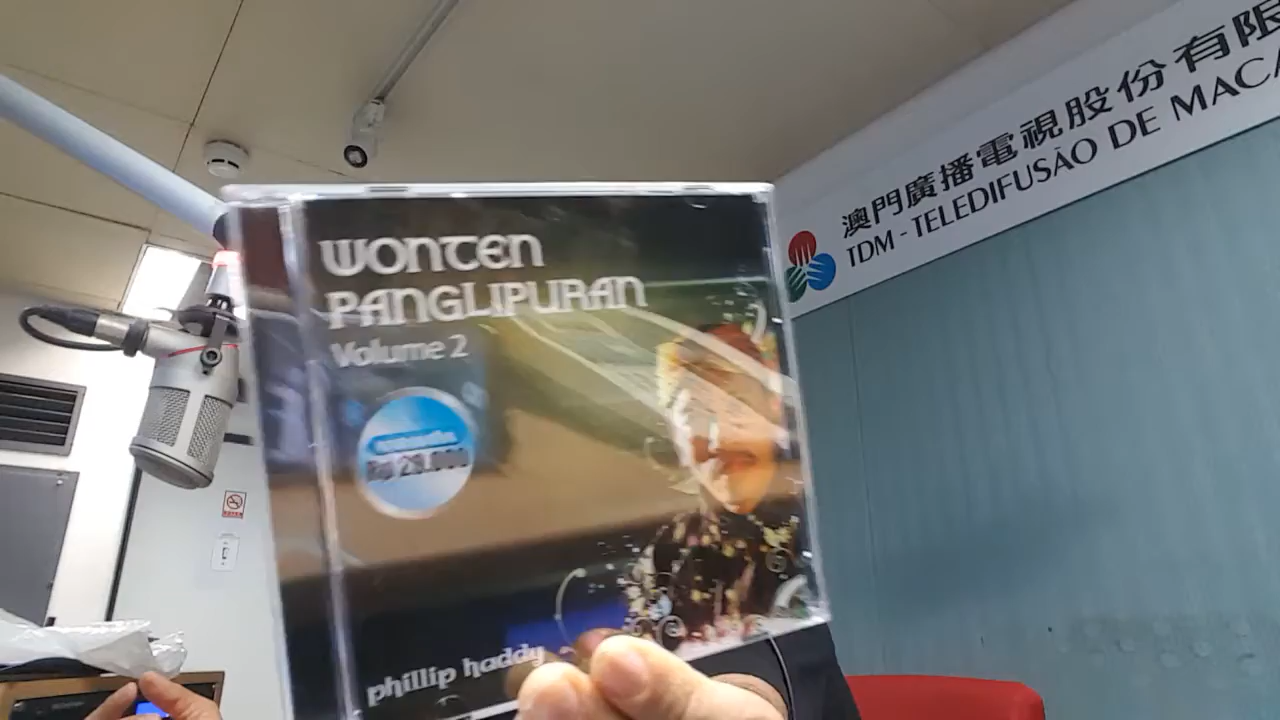 WONTEN
PANGLIPURAN
Volume 2
Rp 29.000
phillip haddy
澳門廣播電視股份有限
TDM - TELEDIFUSÃO DE MACA